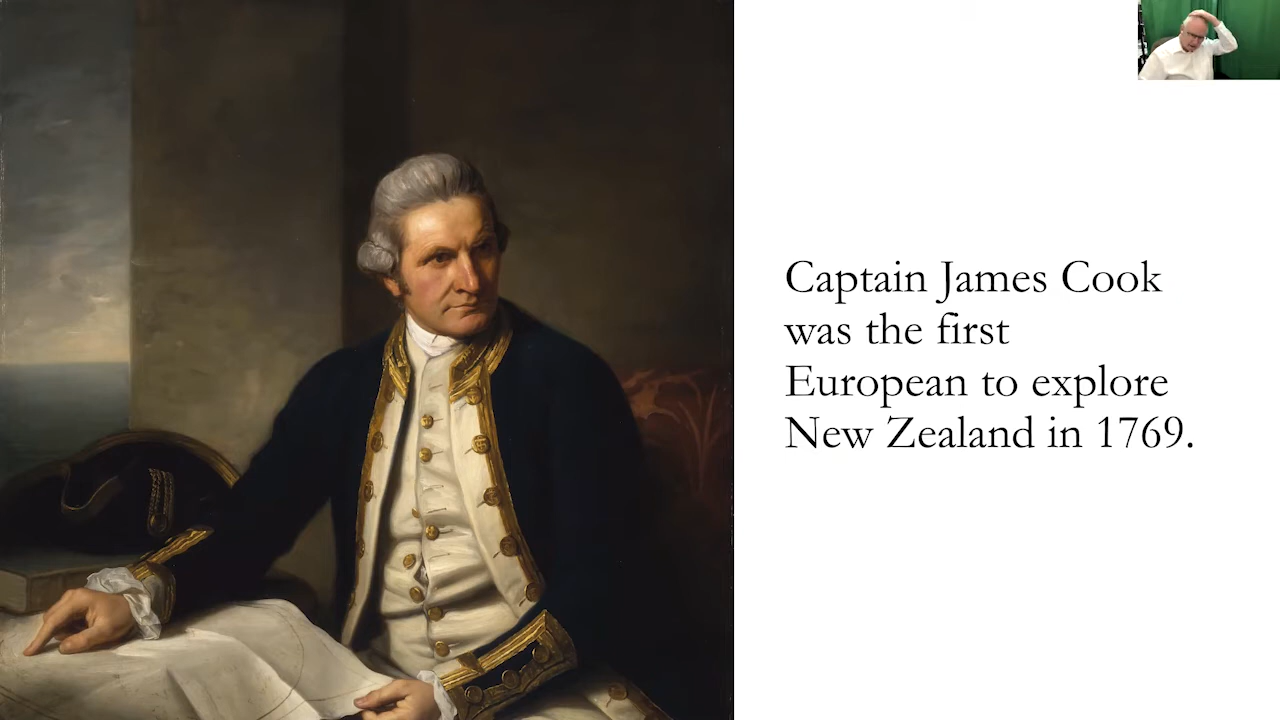 Captain James Cook
was the first
European to explore
New Zealand in 1769.